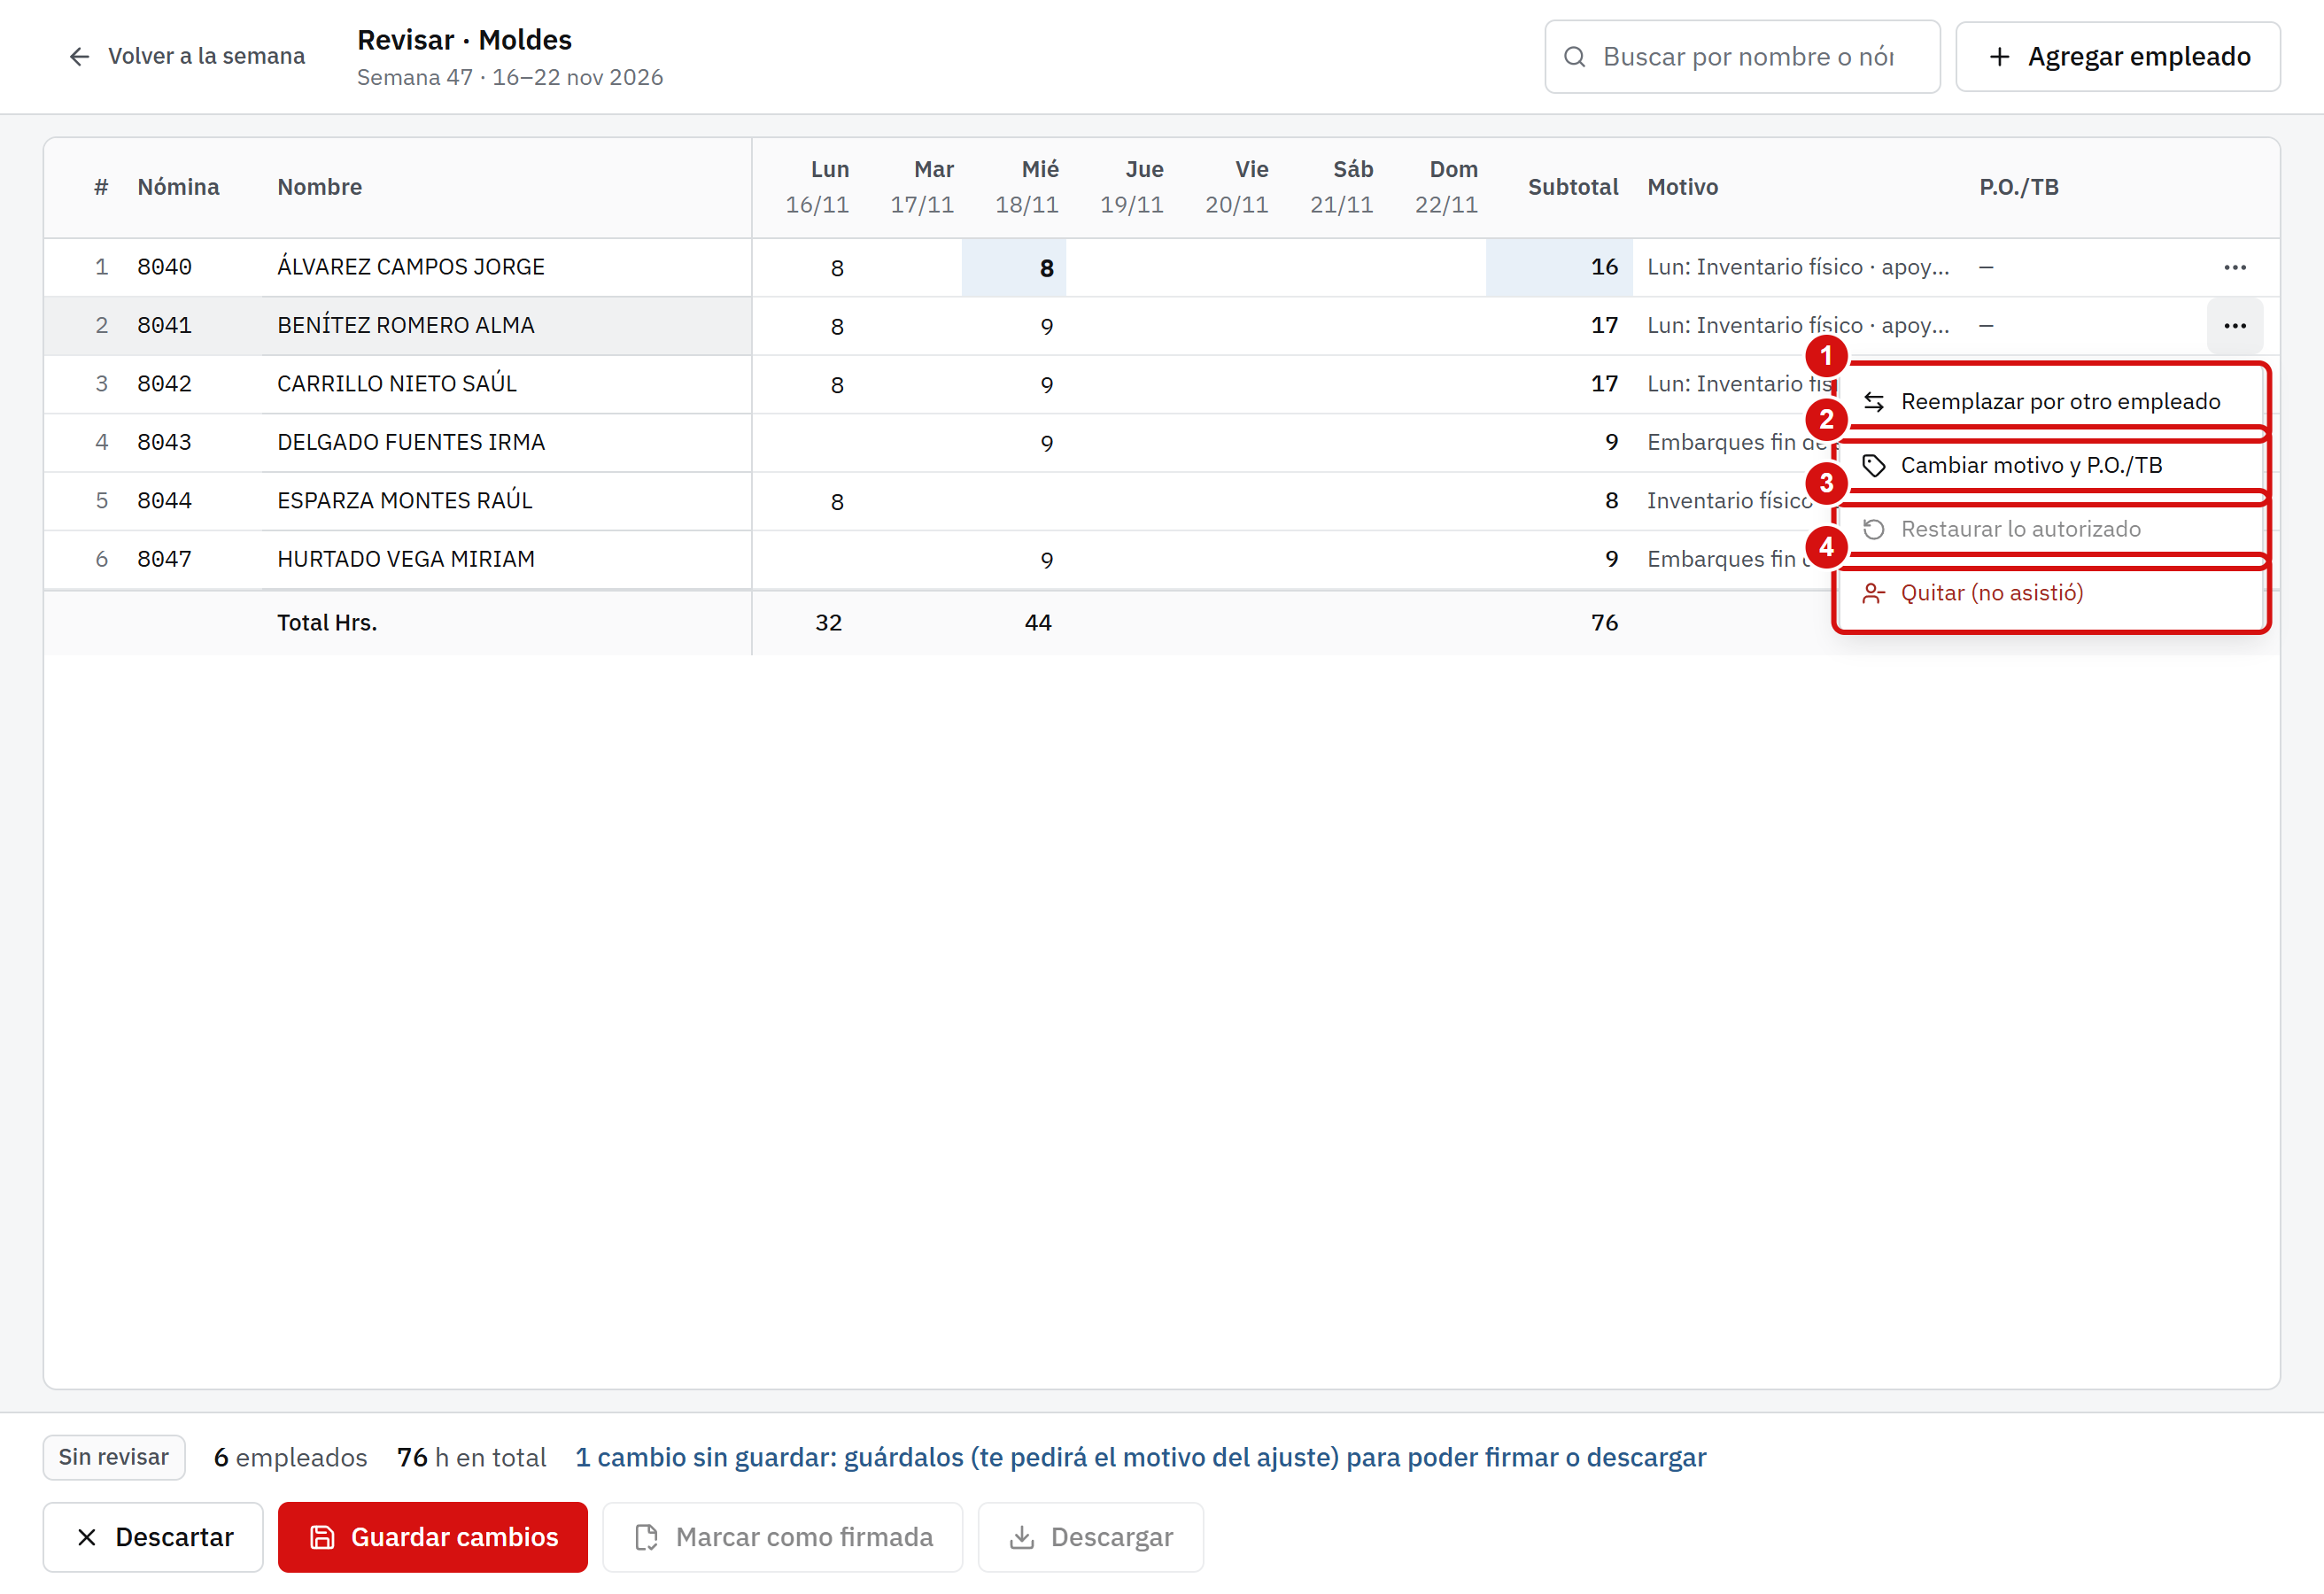 Volver a la semana
Revisar · Moldes
Semana 47 · 16–22 nov 2026
Buscar por nombre o nó
Agregar empleado
# Nómina Nombre Lun 16/11 Mar 17/11 Mié 18/11 Jue 19/11 Vie 20/11 Sáb 21/11 Dom 22/11 Subtotal Motivo P.O./TB
1 8040 ÁLVAREZ CAMPOS JORGE 8 8 16 Lun: Inventario físico · apoy... –
2 8041 BENÍTEZ ROMERO ALMA 8 9 17 Lun: Inventario físico · apoy... –
3 8042 CARRILLO NIETO SAÚL 8 9 17 Lun: Inventario fís
4 8043 DELGADO FUENTES IRMA 9 9 Embarques fin de
5 8044 ESPARZA MONTES RAÚL 8 8 Inventario físico
6 8047 HURTADO VEGA MIRIAM 9 9 Embarques fin
Total Hrs. 32 44 76
1 Reemplazar por otro empleado
2 Cambiar motivo y P.O./TB
3 Restaurar lo autorizado
4 Quitar (no asistió)
Sin revisar 6 empleados 76 h en total 1 cambio sin guardar: guárdalos (te pedirá el motivo del ajuste) para poder firmar o descargar
Descartar Guardar cambios Marcar como firmada Descargar